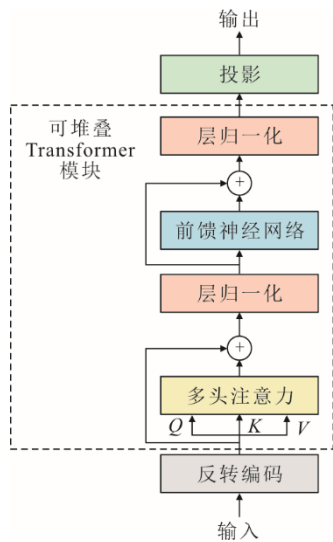 输出
投影
可堆叠
Transformer
模块
层归一化
+
前馈神经网络
层归一化
+
多头注意力
Q K V
反转编码
输入